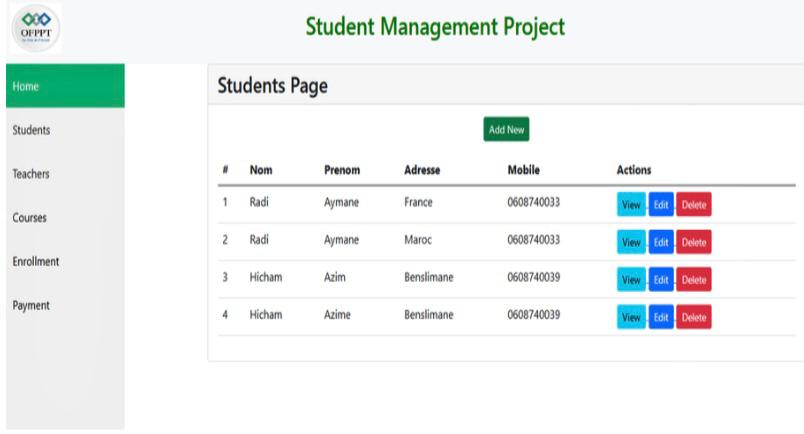 OFPPT
Student Management Project
Home
Students
Teachers
Courses
Enrollment
Payment
Students Page
Add New
# Nom Prenom Adresse Mobile Actions
1 Radi Aymane France 0608740033 View Edit Delete
2 Radi Aymane Maroc 0608740033 View Edit Delete
3 Hicham Azim Benslimane 0608740039 View Edit Delete
4 Hicham Azime Benslimane 0608740039 View Edit Delete